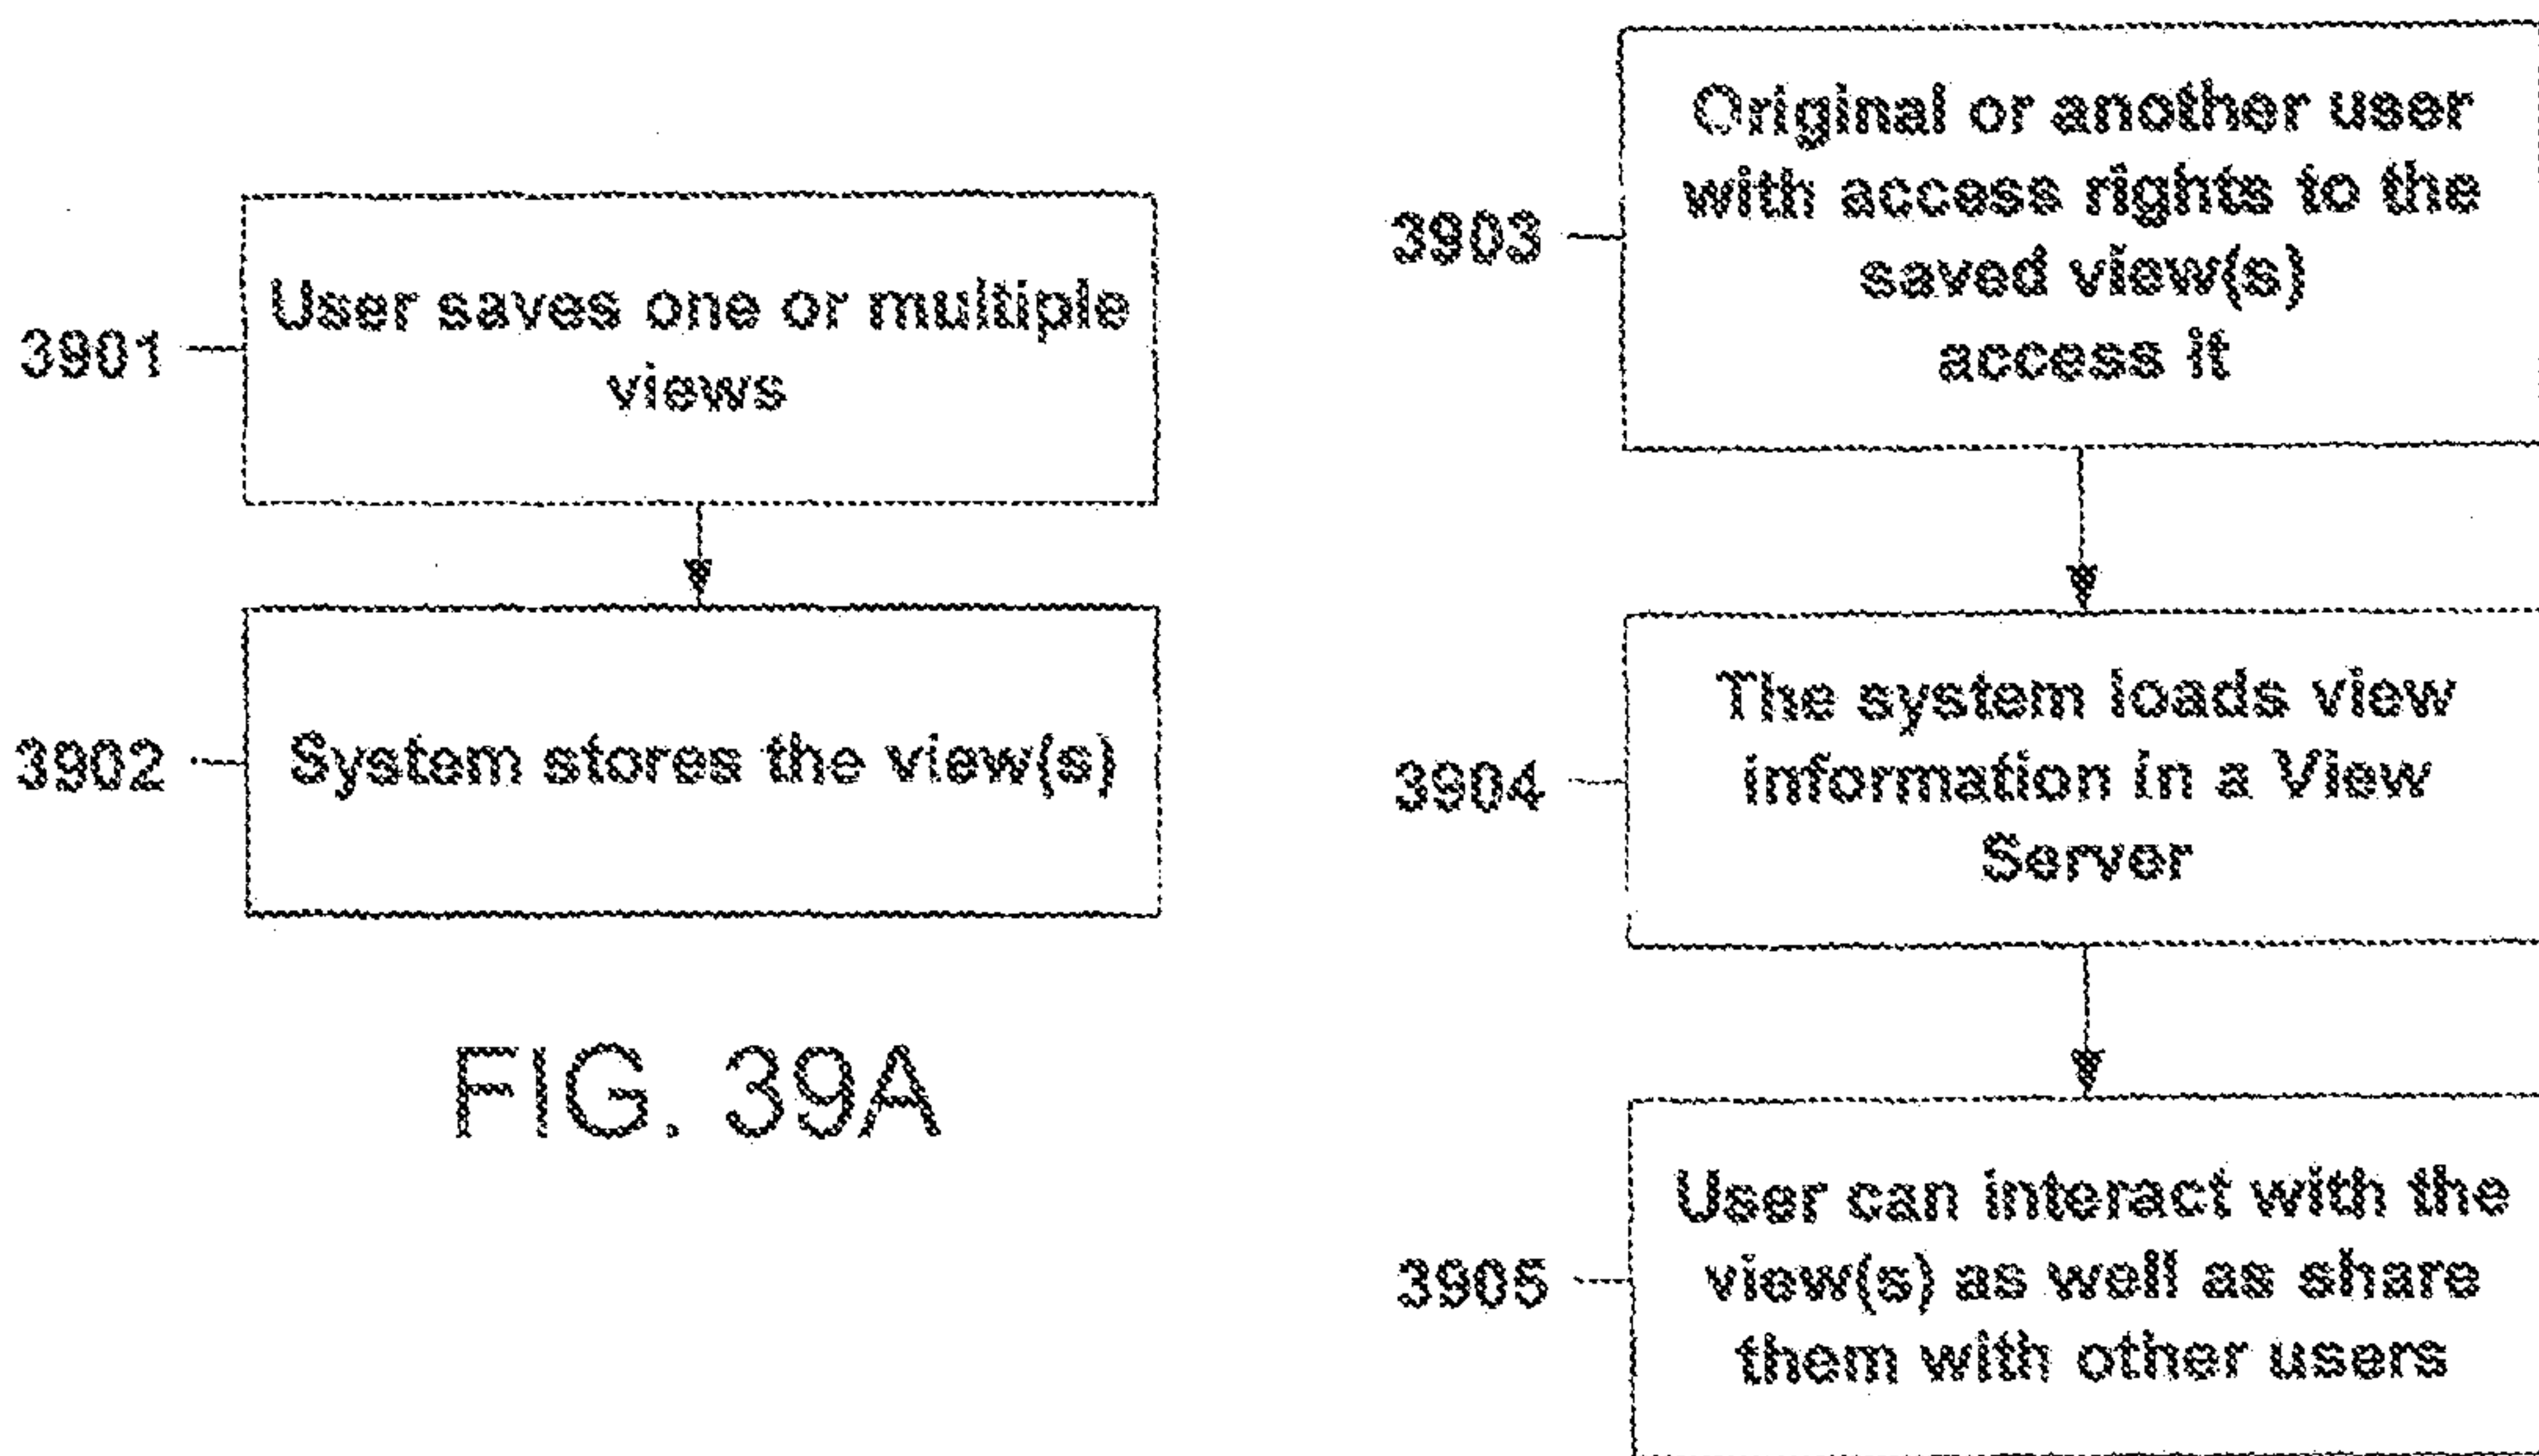 3901
User saves one or multiple
views
3902
System stores the view(s)
FIG. 39A
3903
Original or another user
with access rights to the
saved view(s)
access it
3904
The system loads view
information in a View
Server
3905
User can interact with the
view(s) as well as share
them with other users